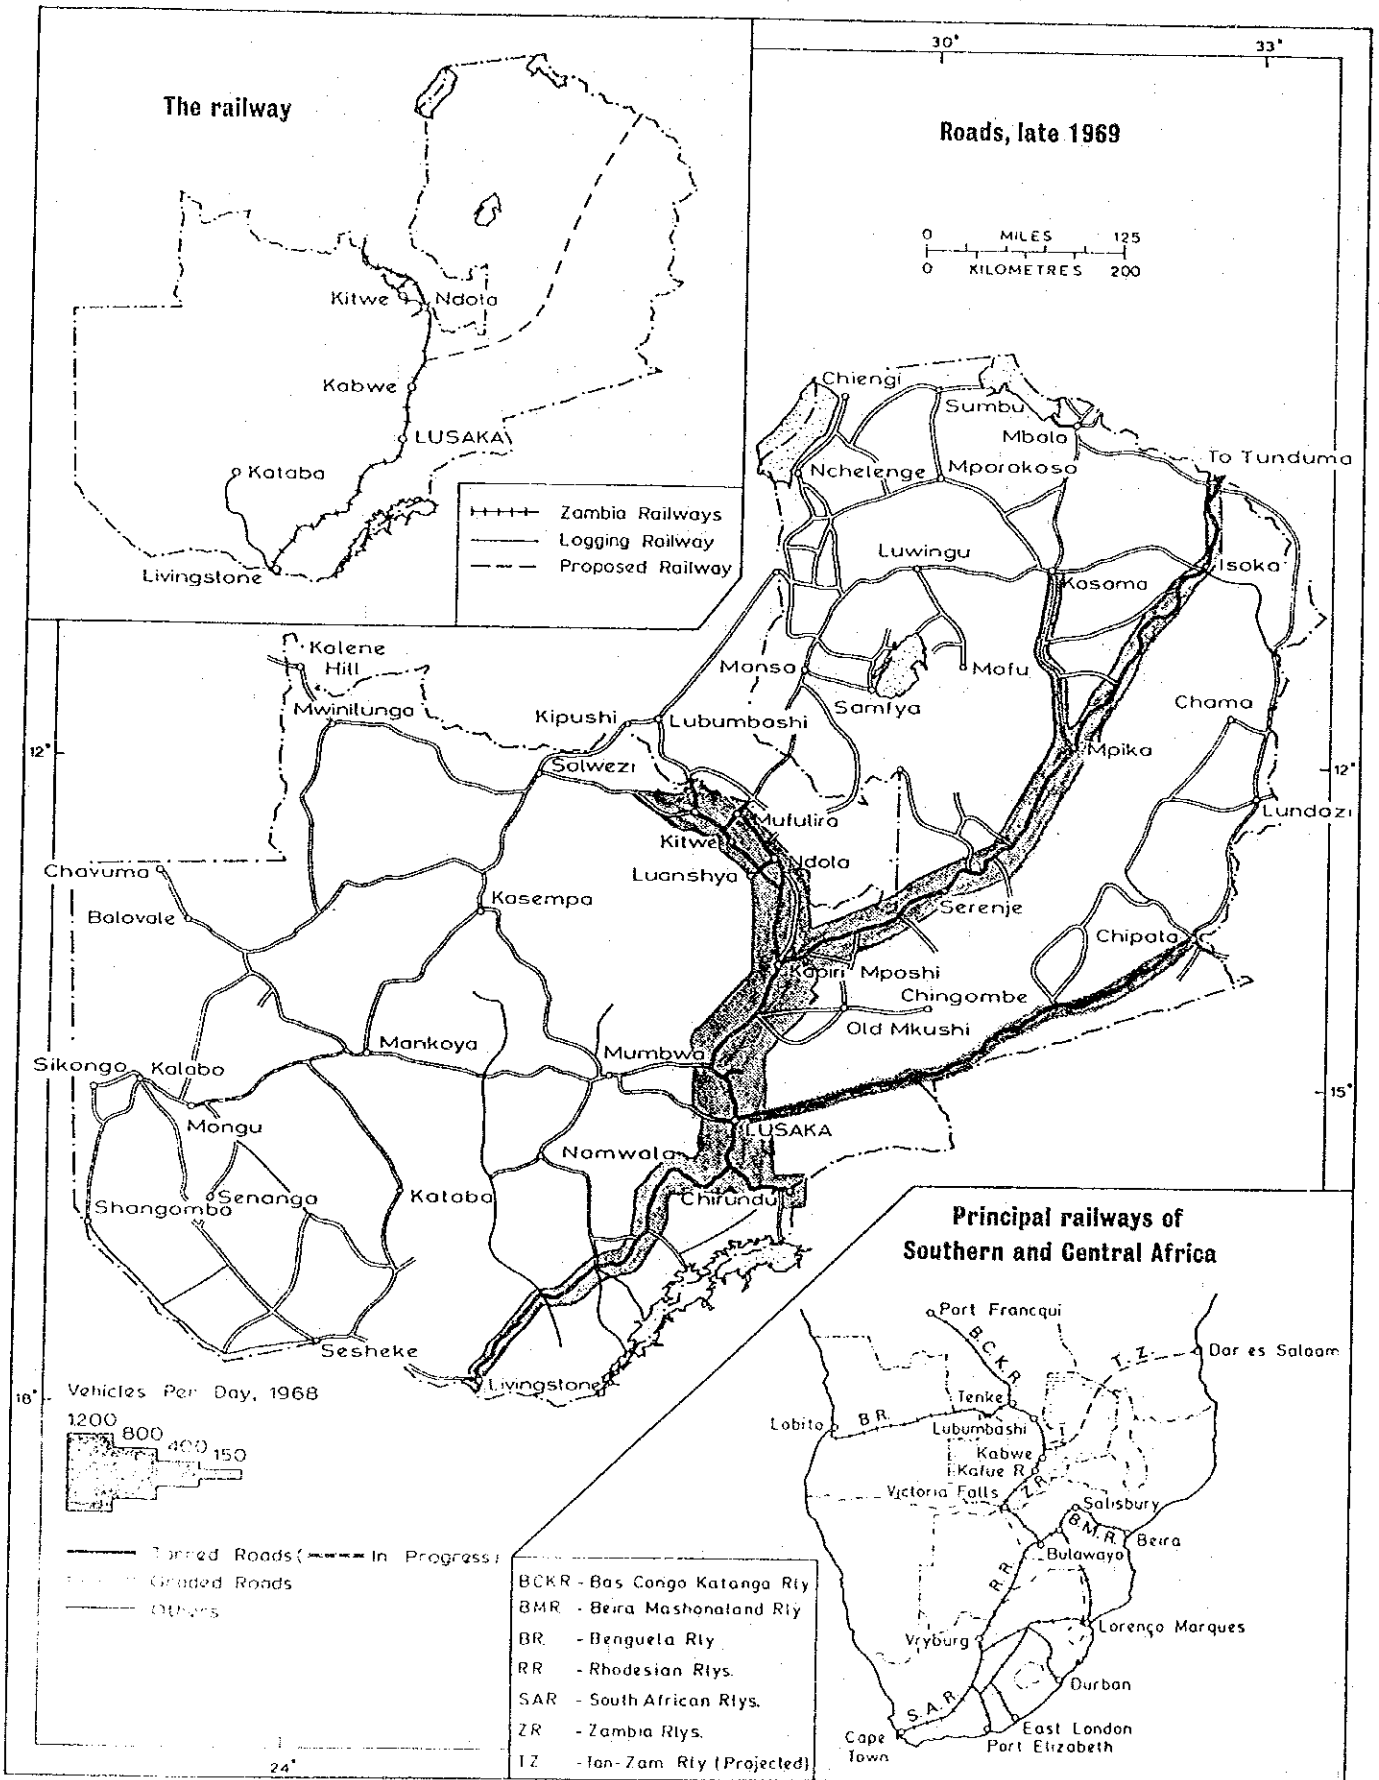 The railway
Kitwe
Ndola
Kabwe
LUSAKA
Kataba
Livingstone
Zambia Railways
Logging Railway
Proposed Railway
30°
33°
Roads, late 1969
0 MILES 125
0 KILOMETRES 200
Chiengi
Sumbu
Mbala
To Tunduma
Nchelenge
Mporokoso
Luwingu
Kasama
Isoka
Kalene
Hill
Mansa
Mofu
Samfya
Chama
Mwinilunga
Kipushi
Lubumbashi
Mpika
12°
12°
Solwezi
Lundazi
Mufulira
Kitwe
Ndola
Chavuma
Luanshya
Balovale
Kasempa
Serenje
Chipata
Kapiri Mposhi
Chingombe
Old Mkushi
Mankoya
Mumbwa
Sikongo
Kalabo
15°
Mongu
LUSAKA
Namwala
Senanga
Kataba
Chirundu
Shangombo
Sesheke
Livingstone
18°
Vehicles Per Day, 1968
1200
800
400
150
Tarred Roads (--- In Progress)
Graded Roads
Others
24°
Principal railways of
Southern and Central Africa
Port Francqui
B.C.K.R.
T.Z.
Dar es Salaam
Tenke
Lobito
B.R.
Lubumbashi
Kabwe
Kafue R
Victoria Falls
Z.R.
Salisbury
B.M.R.
Beira
Bulawayo
R.R.
Vryburg
Lorenço Marques
Durban
S.A.R.
East London
Cape
Town
Port Elizabeth
BCKR - Bas Congo Katanga Rly
BMR - Beira Mashonaland Rly
BR - Benguela Rly
RR - Rhodesian Rlys.
SAR - South African Rlys.
ZR - Zambia Rlys.
TZ - Tan-Zam Rly (Projected)